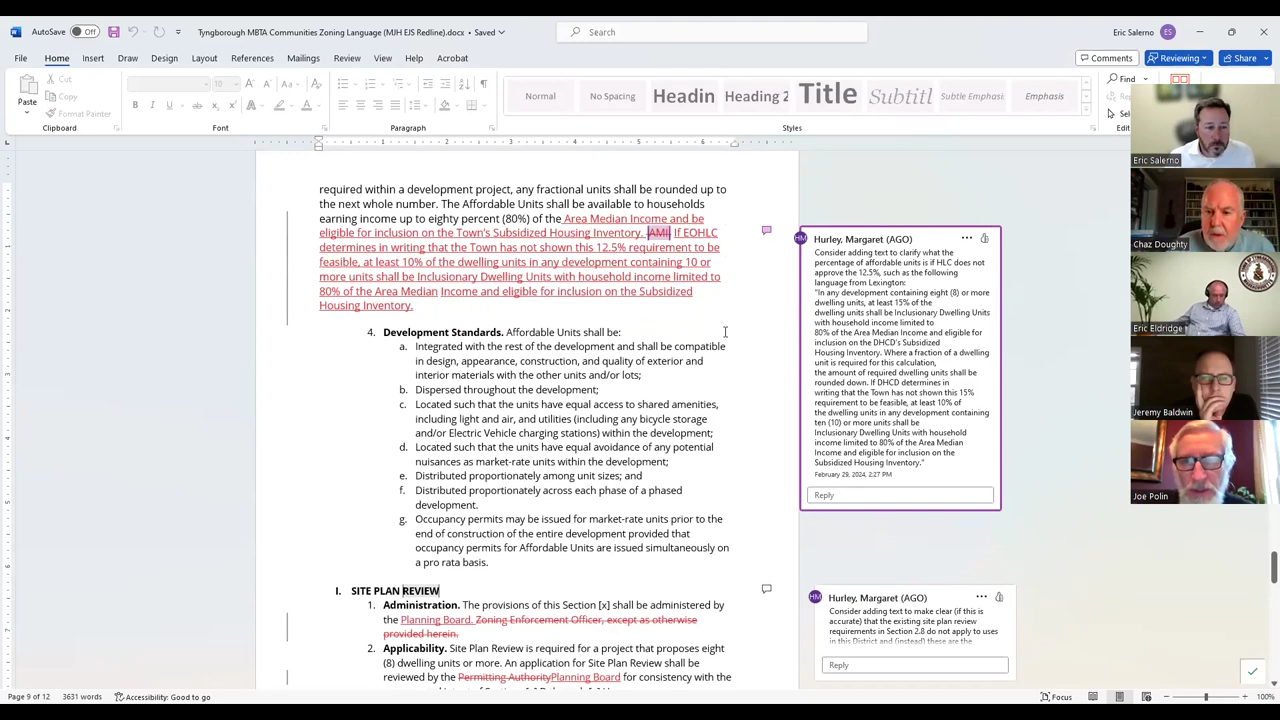 AutoSave Off Tyngborough MBTA Communities Zoning Language (MJH EJS Redline).docx • Saved Search Eric Salerno ES
File Home Insert Draw Design Layout References Mailings Review View Help Acrobat Comments Reviewing Share
Paste Cut Copy Format Painter
10
Normal No Spacing Headin Heading 2 Title Subtitl Subtle Emphasis Emphasis
Find
Clipboard Font Paragraph Styles
required within a development project, any fractional units shall be rounded up to
the next whole number. The Affordable Units shall be available to households
earning income up to eighty percent (80%) of the Area Median Income and be
eligible for inclusion on the Town's Subsidized Housing Inventory. AMI. If EOHLC
determines in writing that the Town has not shown this 12.5% requirement to be
feasible, at least 10% of the dwelling units in any development containing 10 or
more units shall be Inclusionary Dwelling Units with household income limited to
80% of the Area Median Income and eligible for inclusion on the Subsidized
Housing Inventory.
4. Development Standards. Affordable Units shall be:
a. Integrated with the rest of the development and shall be compatible
in design, appearance, construction, and quality of exterior and
interior materials with the other units and/or lots;
b. Dispersed throughout the development;
c. Located such that the units have equal access to shared amenities,
including light and air, and utilities (including any bicycle storage
and/or Electric Vehicle charging stations) within the development;
d. Located such that the units have equal avoidance of any potential
nuisances as market-rate units within the development;
e. Distributed proportionately among unit sizes; and
f. Distributed proportionately across each phase of a phased
development.
g. Occupancy permits may be issued for market-rate units prior to the
end of construction of the entire development provided that
occupancy permits for Affordable Units are issued simultaneously on
a pro rata basis.
I. SITE PLAN REVIEW
1. Administration. The provisions of this Section [x] shall be administered by
the Planning Board. Zoning Enforcement Officer, except as otherwise
provided herein.
2. Applicability. Site Plan Review is required for a project that proposes eight
(8) dwelling units or more. An application for Site Plan Review shall be
reviewed by the Permitting AuthorityPlanning Board for consistency with the
HM Hurley, Margaret (AGO)
Consider adding text to clarify what the
percentage of affordable units is if HLC does not
approve the 12.5%, such as the following
language from Lexington:
"In any development containing eight (8) or more
dwelling units, at least 15% of the
dwelling units shall be Inclusionary Dwelling Units
with household income limited to
80% of the Area Median Income and eligible for
inclusion on the DHCD's Subsidized
Housing Inventory. Where a fraction of a dwelling
unit is required for this calculation,
the amount of required dwelling units shall be
rounded down. If DHCD determines in
writing that the Town has not shown this 15%
requirement to be feasible, at least 10% of
the dwelling units in any development containing
ten (10) or more units shall be
Inclusionary Dwelling Units with household
income limited to 80% of the Area Median
Income and eligible for inclusion on the
Subsidized Housing Inventory."
February 29, 2024, 2:27 PM
Reply
HM Hurley, Margaret (AGO)
Consider adding text to make clear (if this is
accurate) that the existing site plan review
requirements in Section 2.8 do not apply to uses
in this District and (instead) these are the
Reply
Eric Salerno
Chaz Doughty
Eric Eldridge
Jeremy Baldwin
Joe Polin
Page 9 of 12 3631 words Accessibility: Good to go Focus 100%